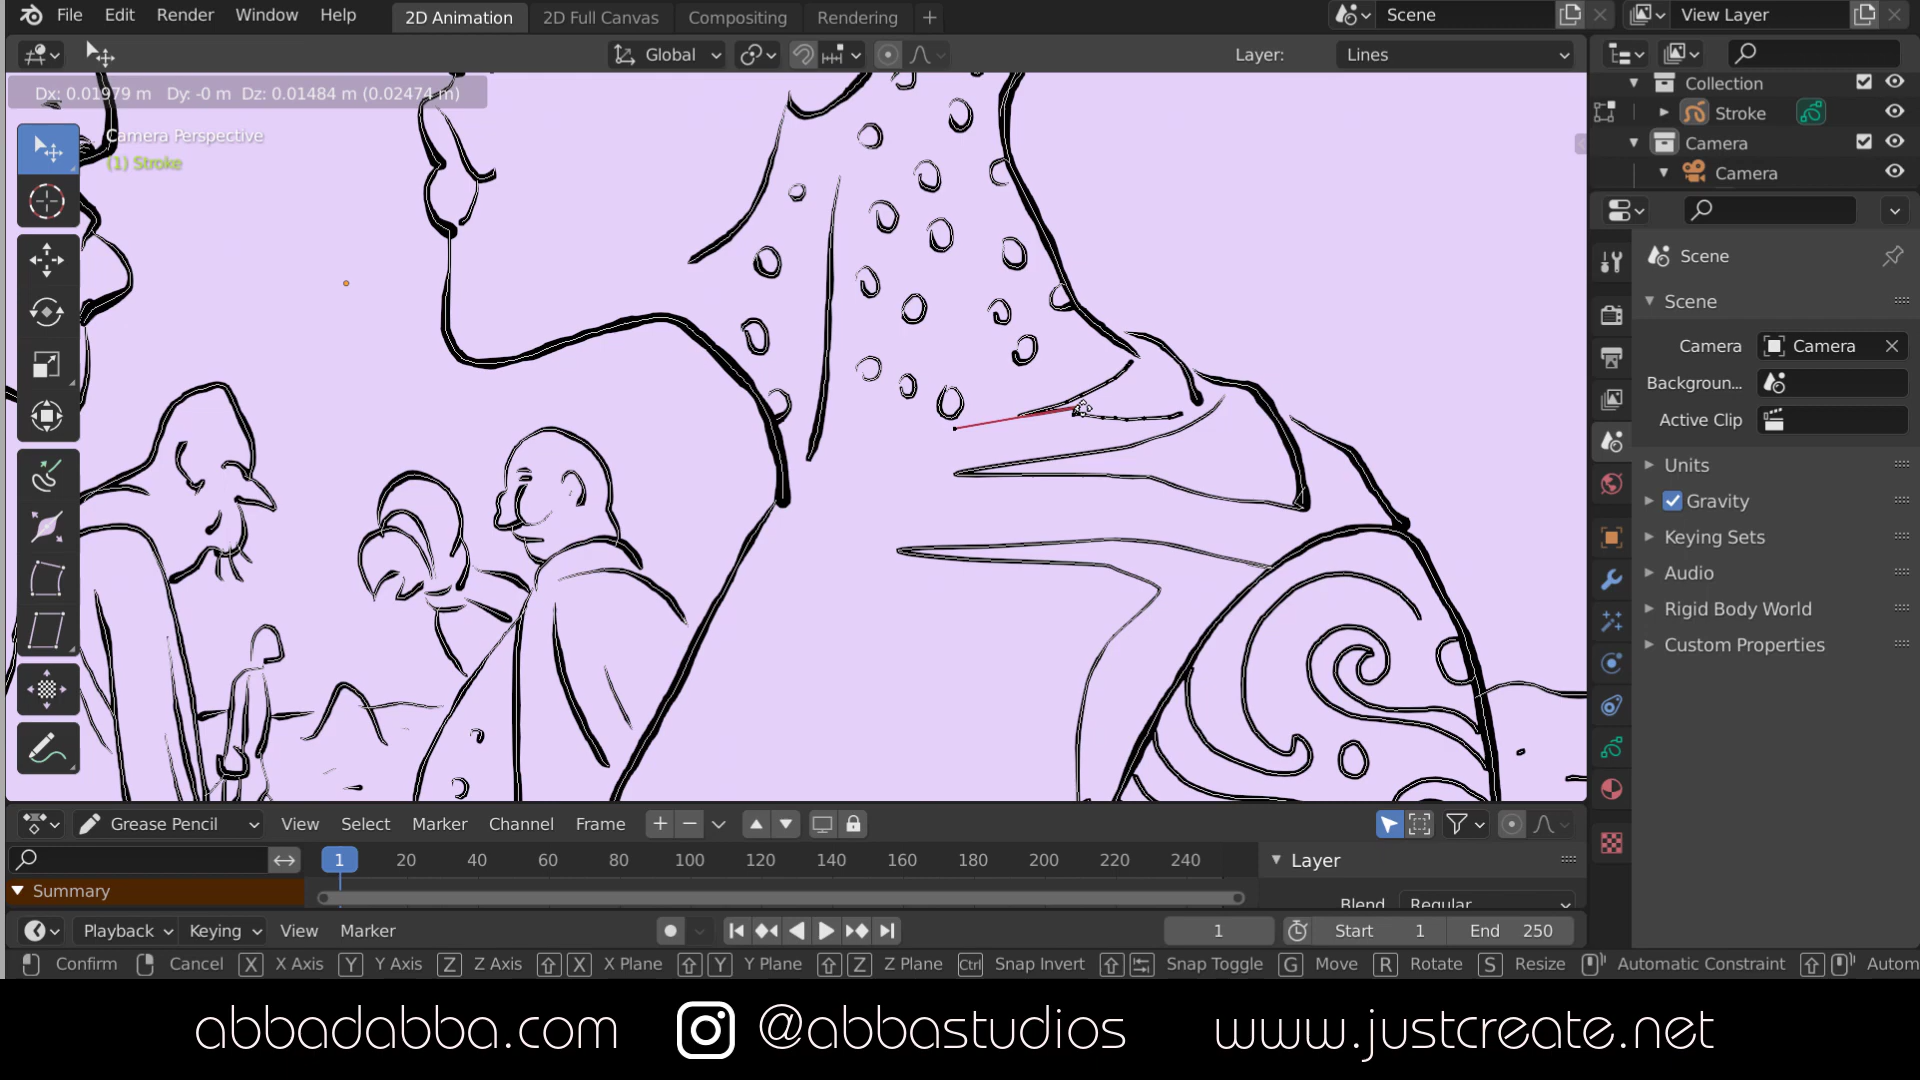 File Edit Render Window Help 2D Animation 2D Full Canvas Compositing Rendering + Scene View Layer
Global Layer: Lines
Collection
Dx: 0.01979 m Dy: -0 m Dz: 0.01484 m (0.02474 m)
Stroke
Camera Perspective
Camera
(1) Stroke
Camera
Scene
Scene
Camera Camera
Backgroun...
Active Clip
Units
Gravity
Keying Sets
Audio
Rigid Body World
Custom Properties
Grease Pencil View Select Marker Channel Frame
1 20 40 60 80 100 120 140 160 180 200 220 240 Layer
Summary
Blend Regular
Playback Keying View Marker 1 Start 1 End 250
Confirm Cancel X X Axis Y Y Axis Z Z Axis X X Plane Y Y Plane Z Z Plane Ctrl Snap Invert Snap Toggle G Move R Rotate S Resize Automatic Constraint Autom
abbadabba.com @abbastudios www.justcreate.net